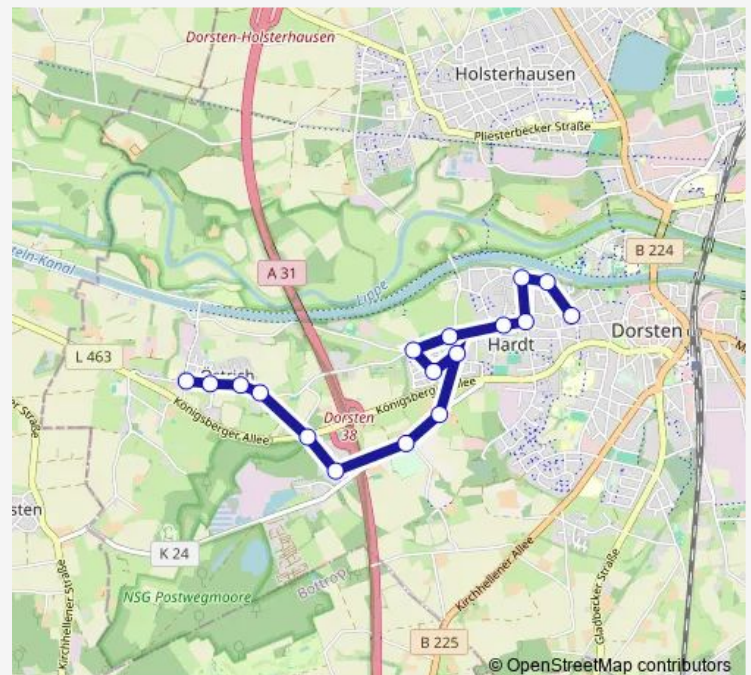 Dorsten-Holsterhausen
Holsterhausen
Pliesterbecker Straße
B 224
A 31
Lippe
L 463
Dorsten
Hardt
Königsberger Allee
Dorsten
38
Königsberger Allee
sten
K 24
Bottrop
NSG Postwegmoore
Kirchhellener Allee
Gladbecker Straße
Kirchhellener Straße
B 225
© OpenStreetMap contributors